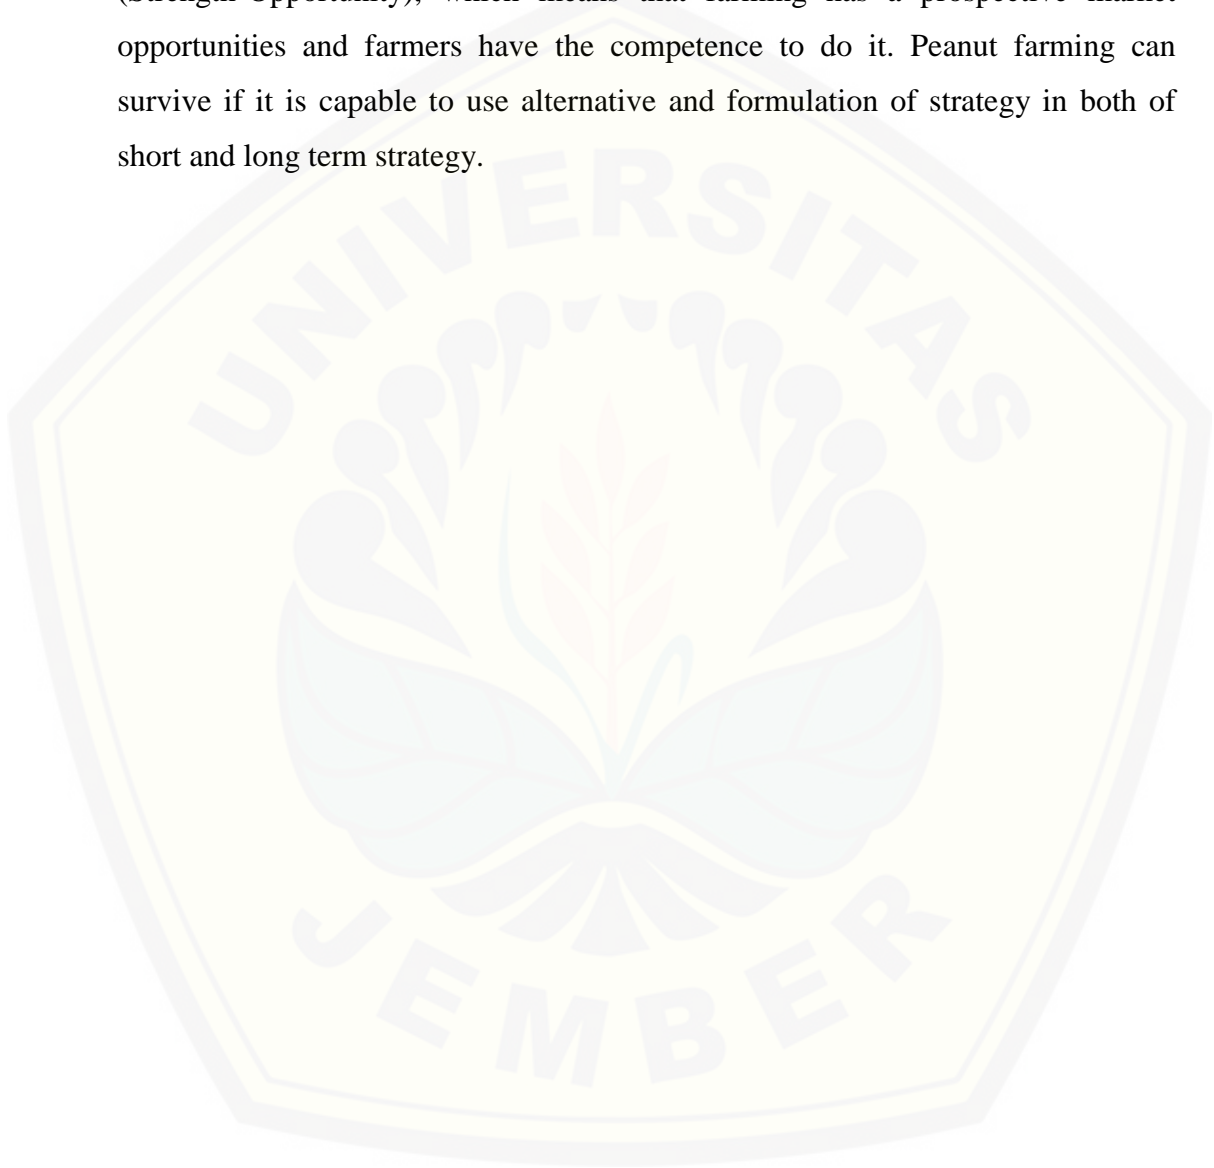 (Strength-Opportunity), which means that farming has a prospective market
opportunities and farmers have the competence to do it. Peanut farming can
survive if it is capable to use alternative and formulation of strategy in both of
short and long term strategy.
UNIVERSITAS
JEMBER